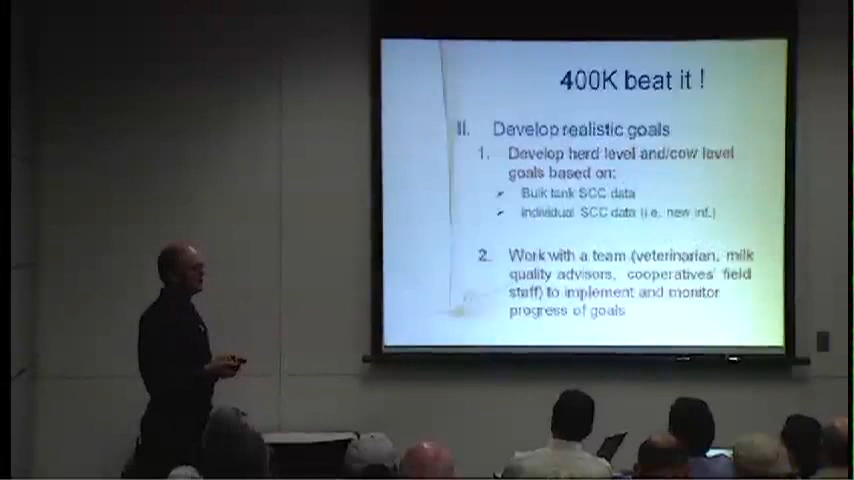 400K beat it !
II. Develop realistic goals
1. Develop herd level and/cow level
goals based on:
Bulk tank SCC data
Individual SCC data (i.e. new inf.)
2. Work with a team (veterinarian, milk
quality advisors, cooperatives' field
staff) to implement and monitor
progress of goals